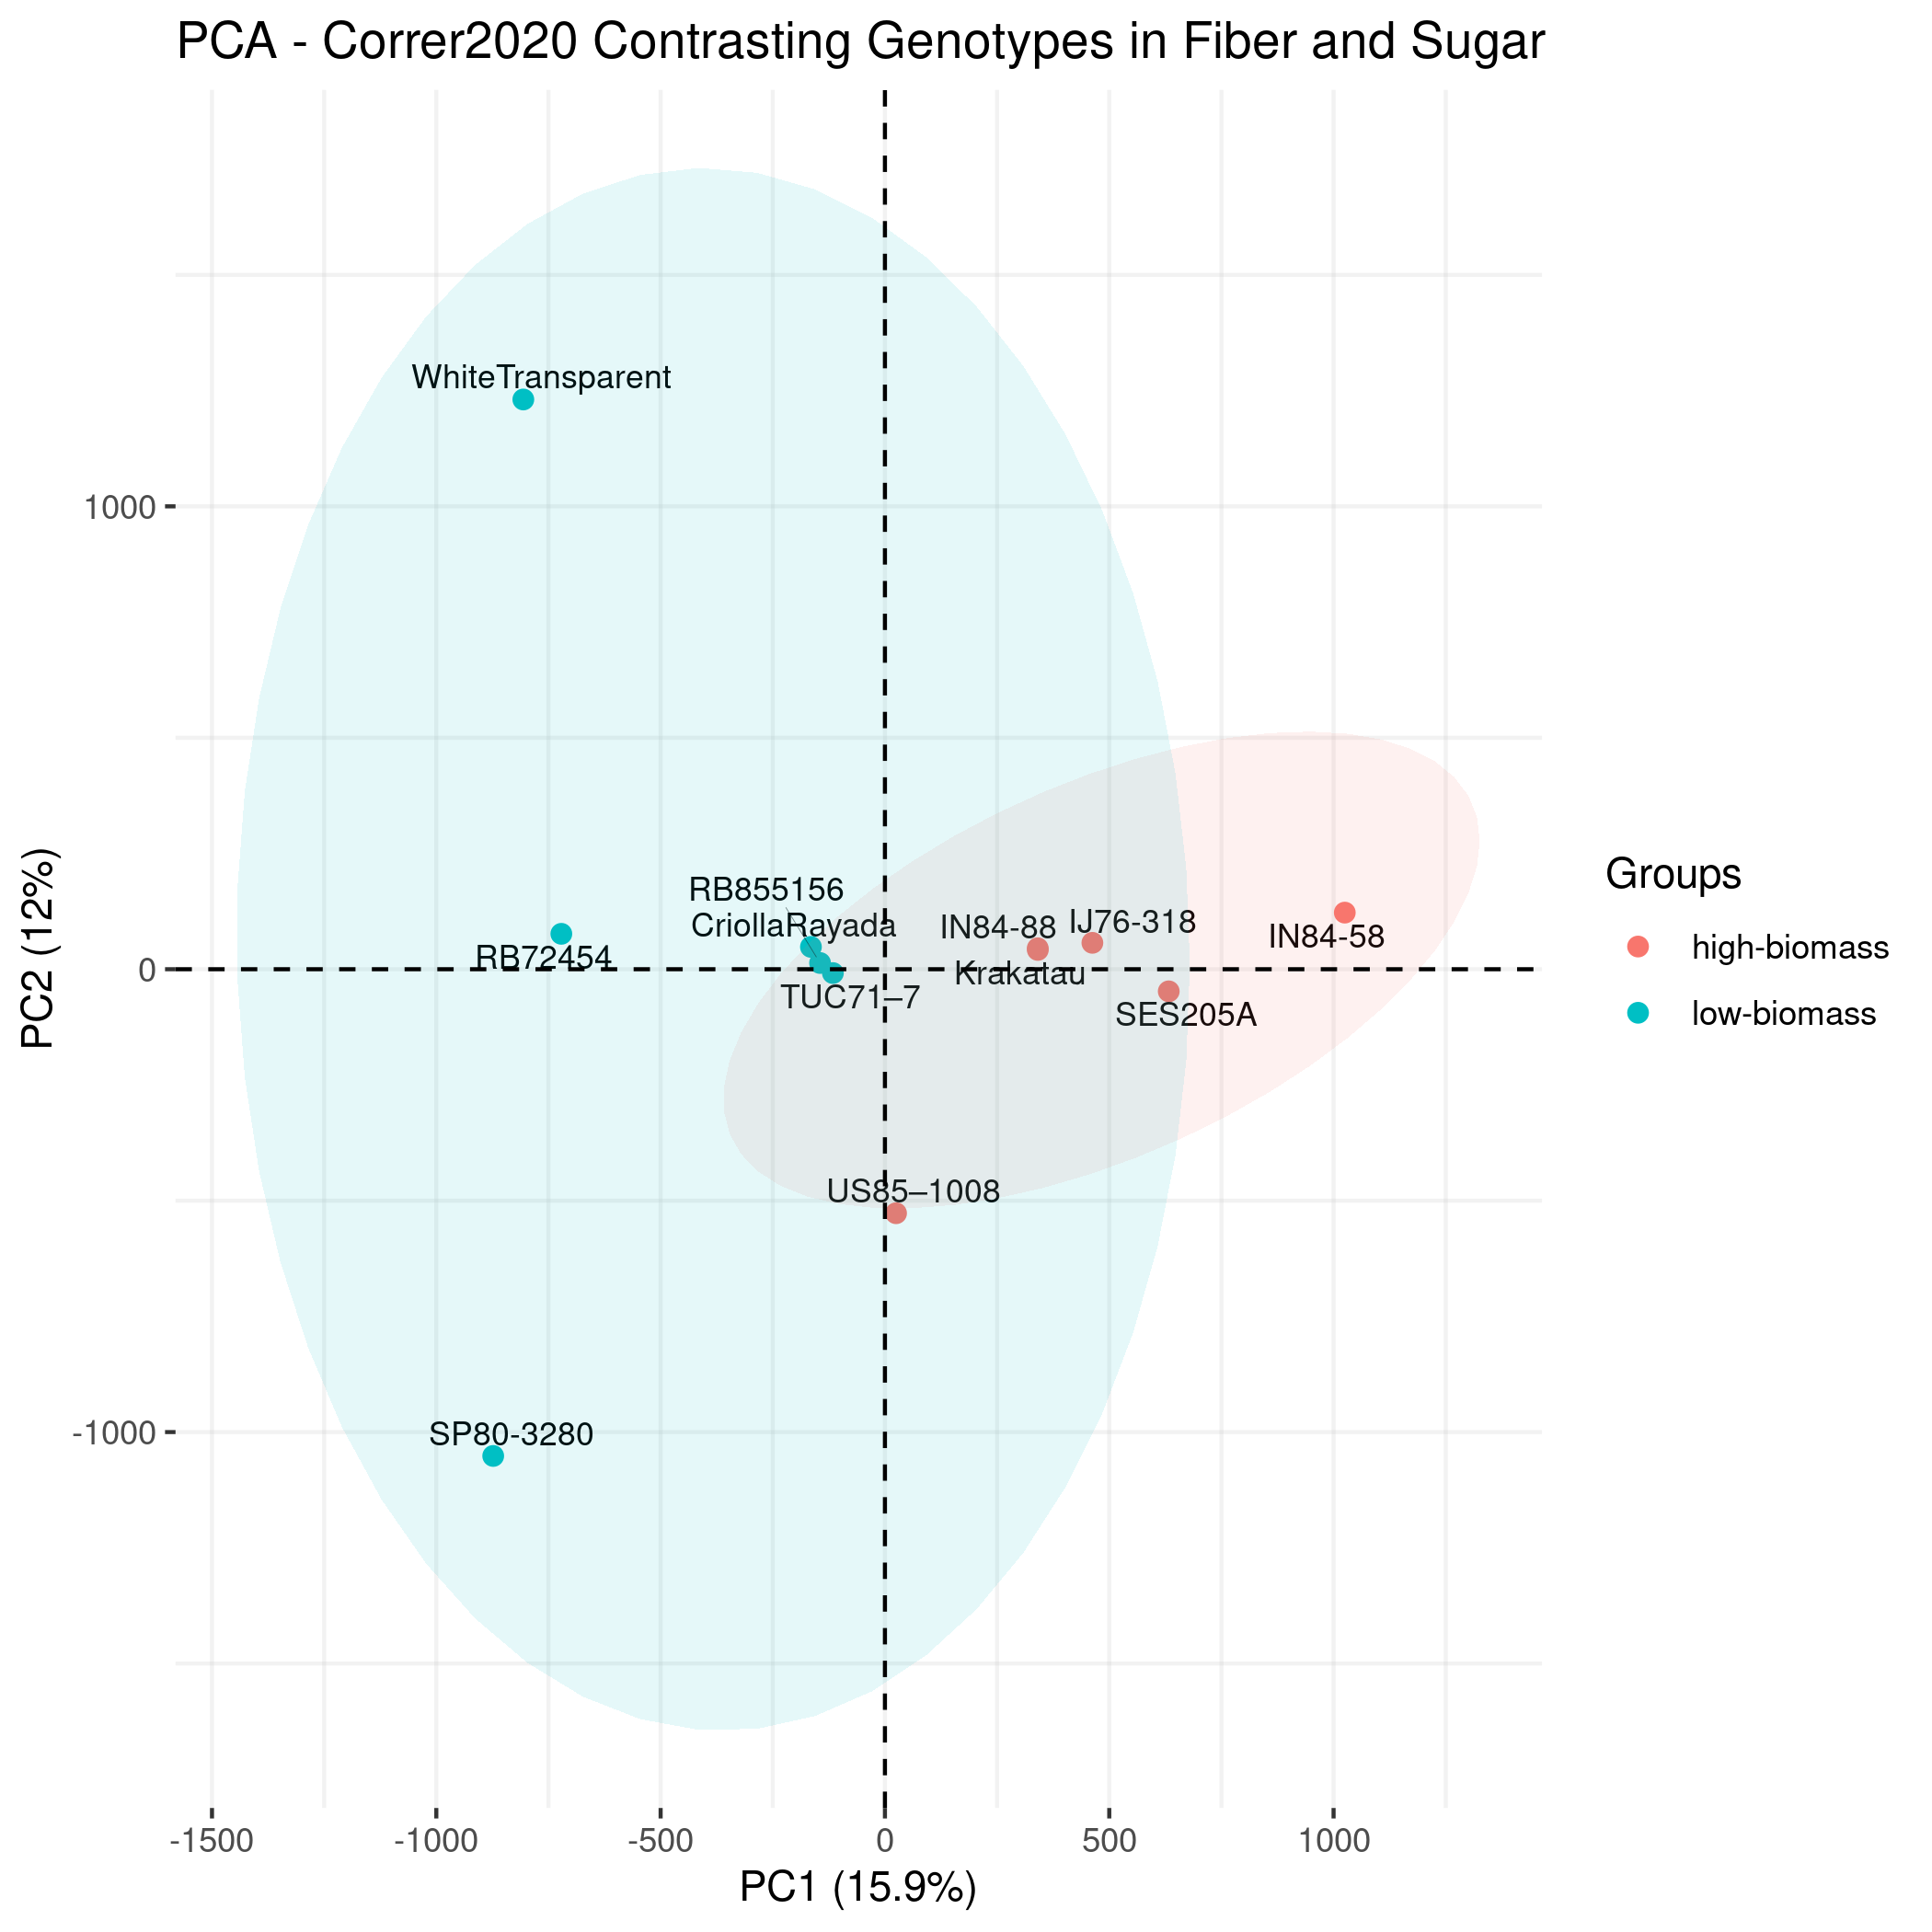 PCA - Correr2020 Contrasting Genotypes in Fiber and Sugar
WhiteTransparent
1000
RB855156
CriollaRayada
IN84-88
IJ76-318
IN84-58
RB72454
Krakatau
0
TUC71–7
SES205A
US85–1008
-1000
SP80-3280
PC2 (12%)
Groups
high-biomass
low-biomass
-1500
-1000
-500
0
500
1000
PC1 (15.9%)